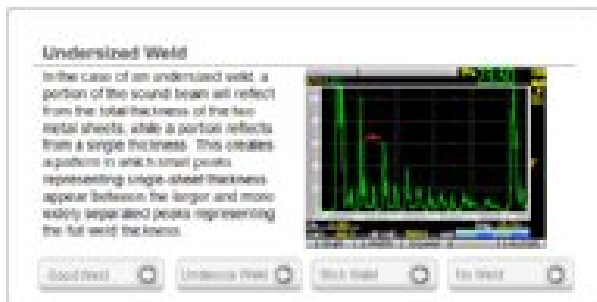 Undersized Weld
In the case of an undersized weld, a
portion of the sound beam will reflect
from the total thickness of the two
metal sheets, while a portion reflects
from a single thickness. This creates
a pattern in which small peaks
representing single-sheet thickness
appear between the larger and more
widely separated peaks representing
the full weld thickness.
Good Weld
Undersize Weld
Stick Weld
No Weld